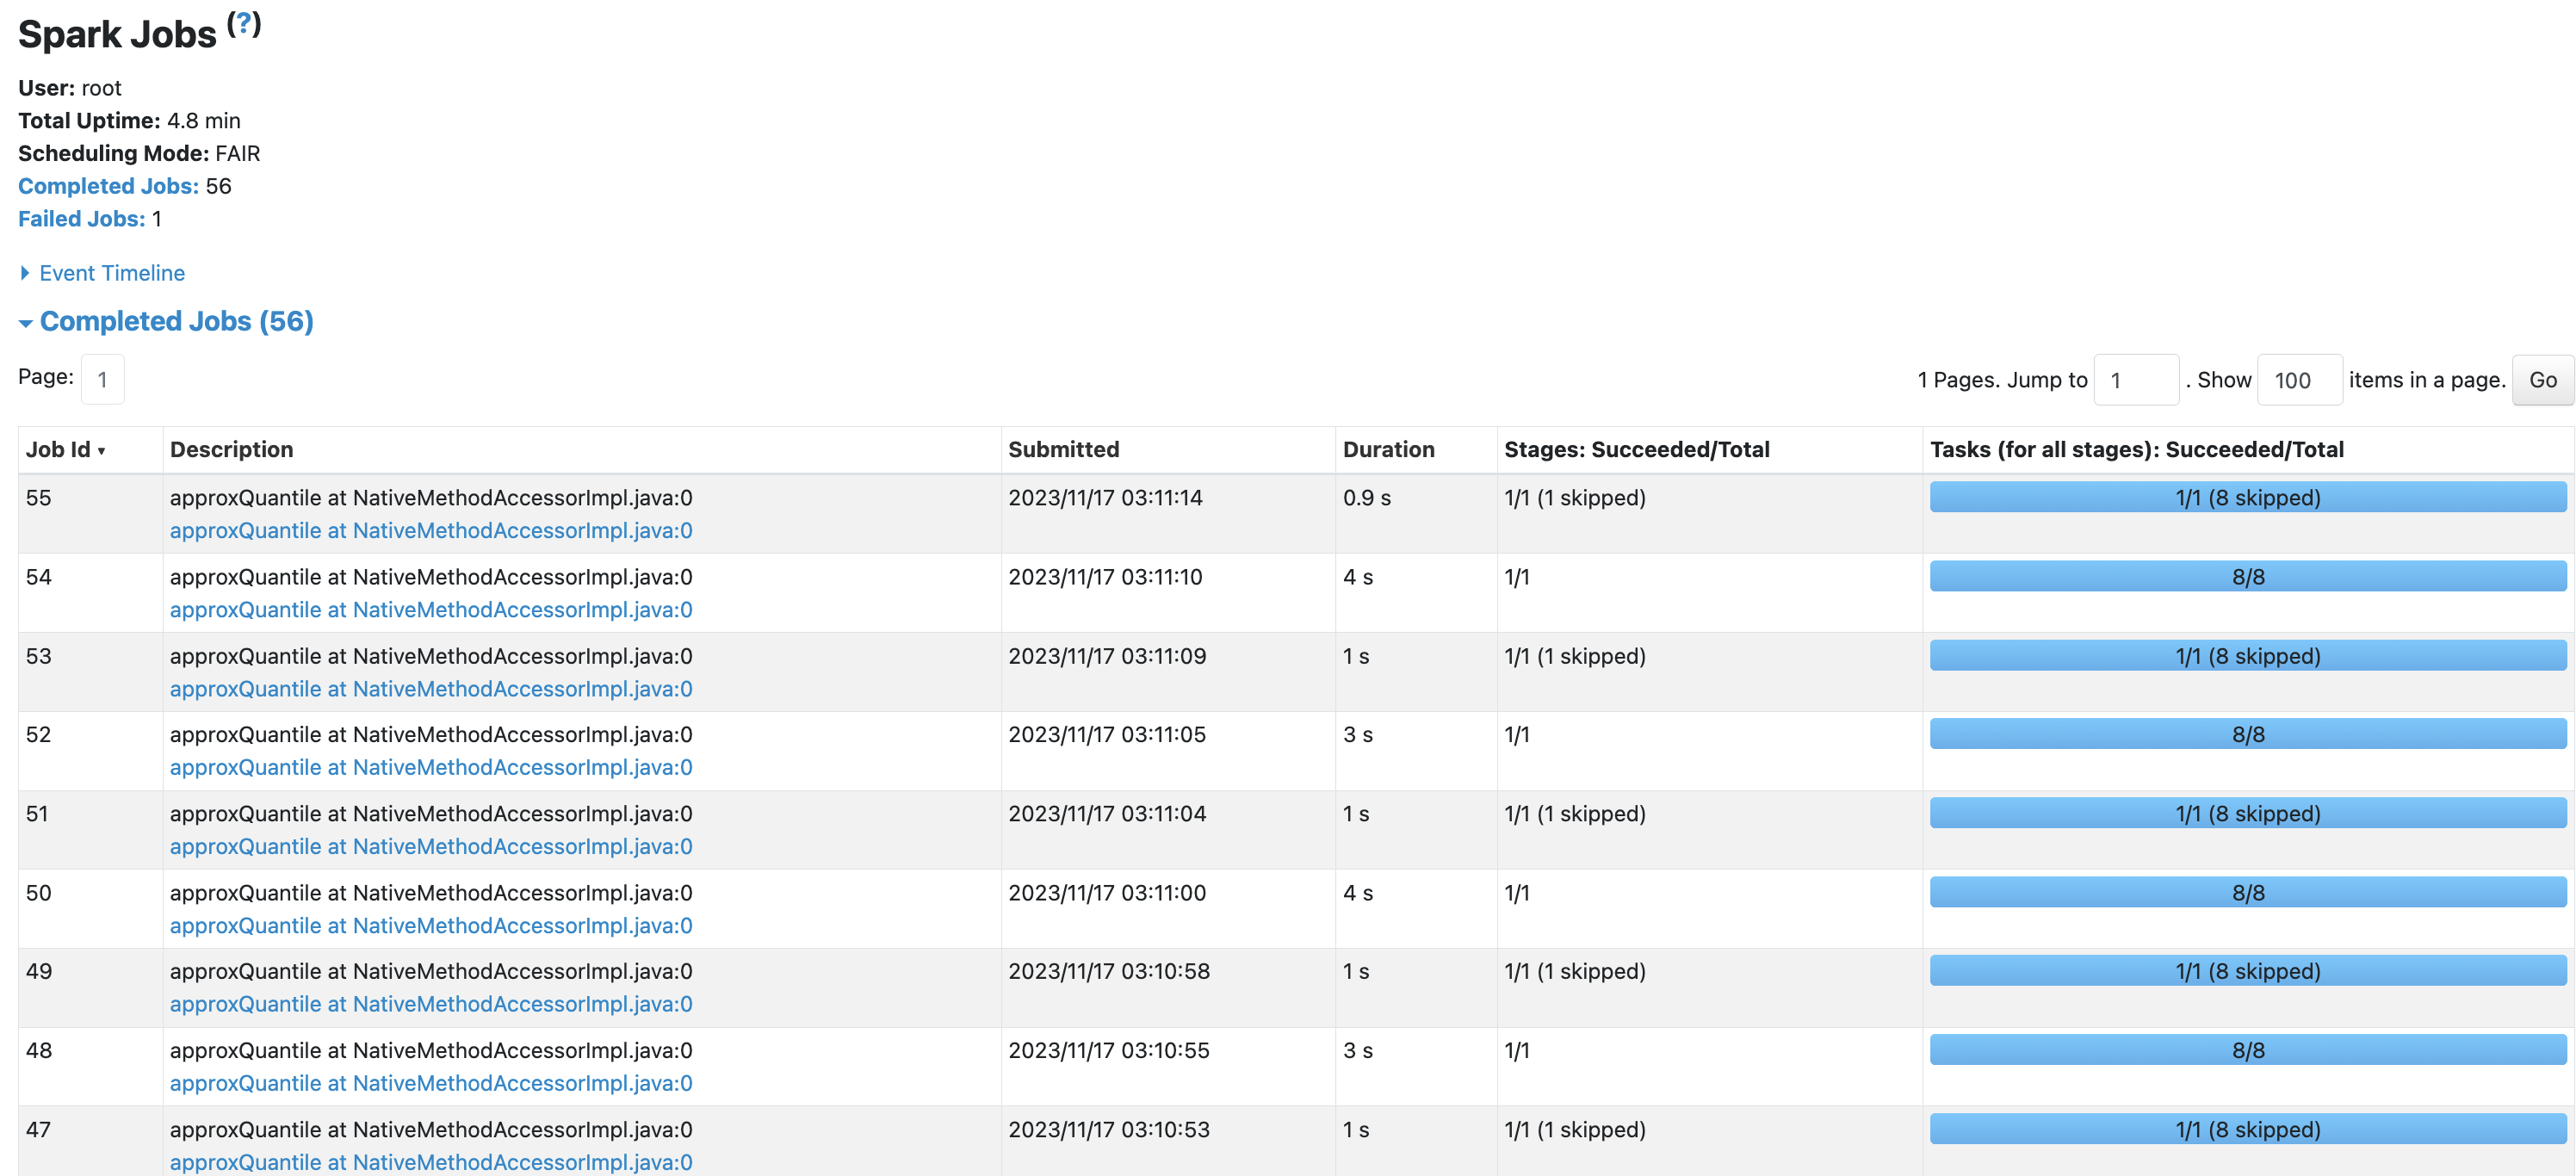 Spark Jobs (?)
User: root
Total Uptime: 4.8 min
Scheduling Mode: FAIR
Completed Jobs: 56
Failed Jobs: 1
Event Timeline
Completed Jobs (56)
Page: 1
1 Pages. Jump to 1 . Show 100 items in a page. Go
Job Id ▾ Description Submitted Duration Stages: Succeeded/Total Tasks (for all stages): Succeeded/Total
55 approxQuantile at NativeMethodAccessorImpl.java:0 2023/11/17 03:11:14 0.9 s 1/1 (1 skipped) 1/1 (8 skipped)
approxQuantile at NativeMethodAccessorImpl.java:0
54 approxQuantile at NativeMethodAccessorImpl.java:0 2023/11/17 03:11:10 4 s 1/1 8/8
approxQuantile at NativeMethodAccessorImpl.java:0
53 approxQuantile at NativeMethodAccessorImpl.java:0 2023/11/17 03:11:09 1 s 1/1 (1 skipped) 1/1 (8 skipped)
approxQuantile at NativeMethodAccessorImpl.java:0
52 approxQuantile at NativeMethodAccessorImpl.java:0 2023/11/17 03:11:05 3 s 1/1 8/8
approxQuantile at NativeMethodAccessorImpl.java:0
51 approxQuantile at NativeMethodAccessorImpl.java:0 2023/11/17 03:11:04 1 s 1/1 (1 skipped) 1/1 (8 skipped)
approxQuantile at NativeMethodAccessorImpl.java:0
50 approxQuantile at NativeMethodAccessorImpl.java:0 2023/11/17 03:11:00 4 s 1/1 8/8
approxQuantile at NativeMethodAccessorImpl.java:0
49 approxQuantile at NativeMethodAccessorImpl.java:0 2023/11/17 03:10:58 1 s 1/1 (1 skipped) 1/1 (8 skipped)
approxQuantile at NativeMethodAccessorImpl.java:0
48 approxQuantile at NativeMethodAccessorImpl.java:0 2023/11/17 03:10:55 3 s 1/1 8/8
approxQuantile at NativeMethodAccessorImpl.java:0
47 approxQuantile at NativeMethodAccessorImpl.java:0 2023/11/17 03:10:53 1 s 1/1 (1 skipped) 1/1 (8 skipped)
approxQuantile at NativeMethodAccessorImpl.java:0